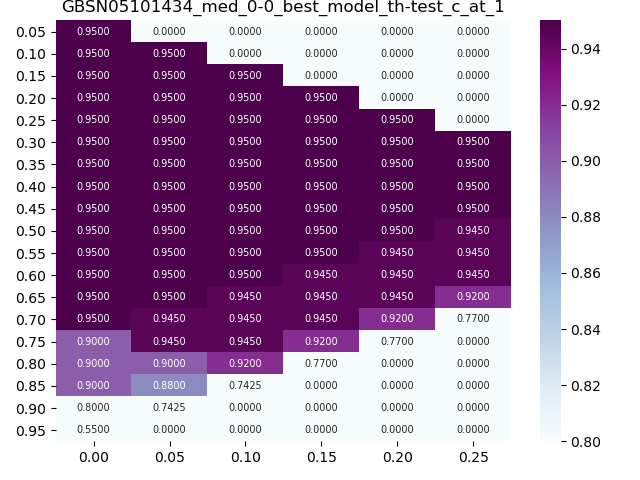 GBSN05101434_med_0-0_best_model_th-test_c_at_1
0.05 0.9500 0.0000 0.0000 0.0000 0.0000 0.0000
0.10 0.9500 0.9500 0.0000 0.0000 0.0000 0.0000
0.15 0.9500 0.9500 0.9500 0.0000 0.0000 0.0000
0.20 0.9500 0.9500 0.9500 0.9500 0.0000 0.0000
0.25 0.9500 0.9500 0.9500 0.9500 0.9500 0.0000
0.30 0.9500 0.9500 0.9500 0.9500 0.9500 0.9500
0.35 0.9500 0.9500 0.9500 0.9500 0.9500 0.9500
0.40 0.9500 0.9500 0.9500 0.9500 0.9500 0.9500
0.45 0.9500 0.9500 0.9500 0.9500 0.9500 0.9500
0.50 0.9500 0.9500 0.9500 0.9500 0.9500 0.9450
0.55 0.9500 0.9500 0.9500 0.9500 0.9450 0.9450
0.60 0.9500 0.9500 0.9500 0.9450 0.9450 0.9450
0.65 0.9500 0.9500 0.9450 0.9450 0.9450 0.9200
0.70 0.9500 0.9450 0.9450 0.9450 0.9200 0.7700
0.75 0.9000 0.9450 0.9450 0.9200 0.7700 0.0000
0.80 0.9000 0.9000 0.9200 0.7700 0.0000 0.0000
0.85 0.9000 0.8800 0.7425 0.0000 0.0000 0.0000
0.90 0.8000 0.7425 0.0000 0.0000 0.0000 0.0000
0.95 0.5500 0.0000 0.0000 0.0000 0.0000 0.0000
0.00 0.05 0.10 0.15 0.20 0.25
0.94
0.92
0.90
0.88
0.86
0.84
0.82
0.80